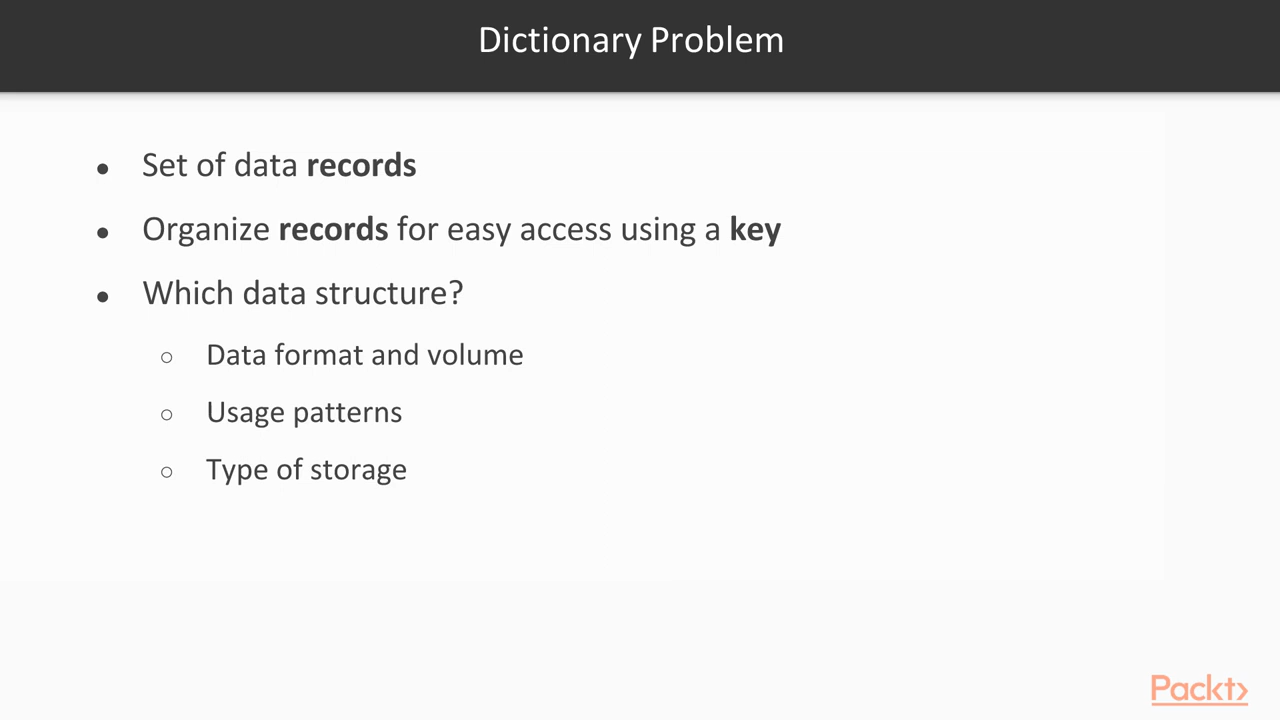 Dictionary Problem
● Set of data records
● Organize records for easy access using a key
● Which data structure?
○ Data format and volume
○ Usage patterns
○ Type of storage
Packt>